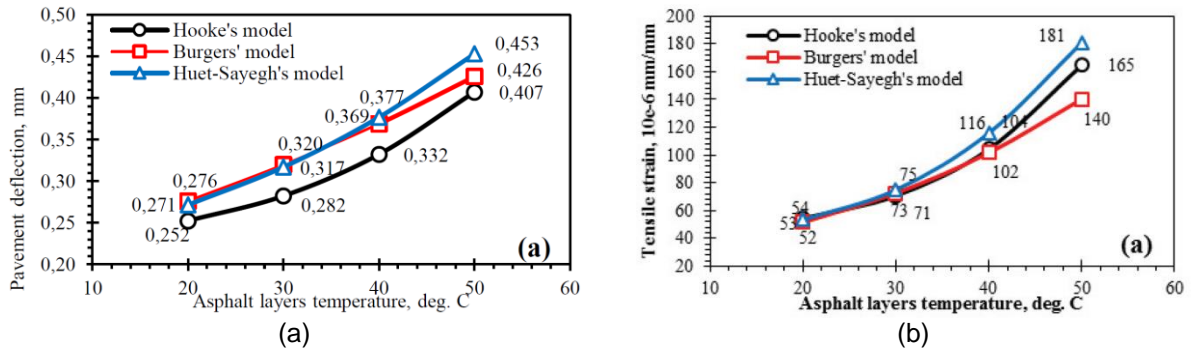 0,50
0,45
0,40
0,35
0,30
0,25
0,20
Pavement deflection, mm
Hooke's model
Burgers' model
Huet-Sayegh's model
0,453
0,426
0,407
0,377
0,369
0,332
0,320
0,317
0,282
0,276
0,271
0,252
(a)
10 20 30 40 50 60
Asphalt layers temperature, deg. C
(a)
200
180
160
140
120
100
80
60
40
20
Tensile strain, 10e-6 mm/mm
Hooke's model
Burgers' model
Huet-Sayegh's model
181
165
140
116
104
102
75
73
71
54
53
52
(a)
10 20 30 40 50 60
Asphalt layers temperature, deg. C
(b)